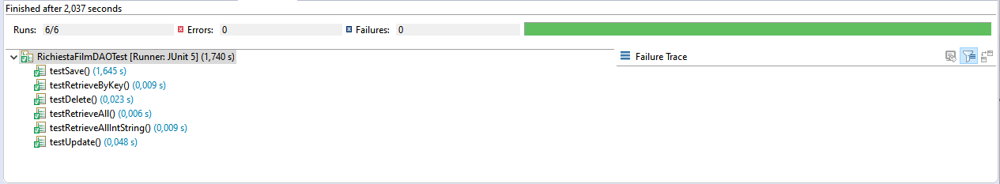 Finished after 2,037 seconds
Runs: 6/6 Errors: 0 Failures: 0
RichiestaFilmDAOTest [Runner: JUnit 5] (1,740 s)
Failure Trace
testSave() (1,645 s)
testRetrieveByKey() (0,009 s)
testDelete() (0,023 s)
testRetrieveAll() (0,006 s)
testRetrieveAllIntString() (0,009 s)
testUpdate() (0,048 s)